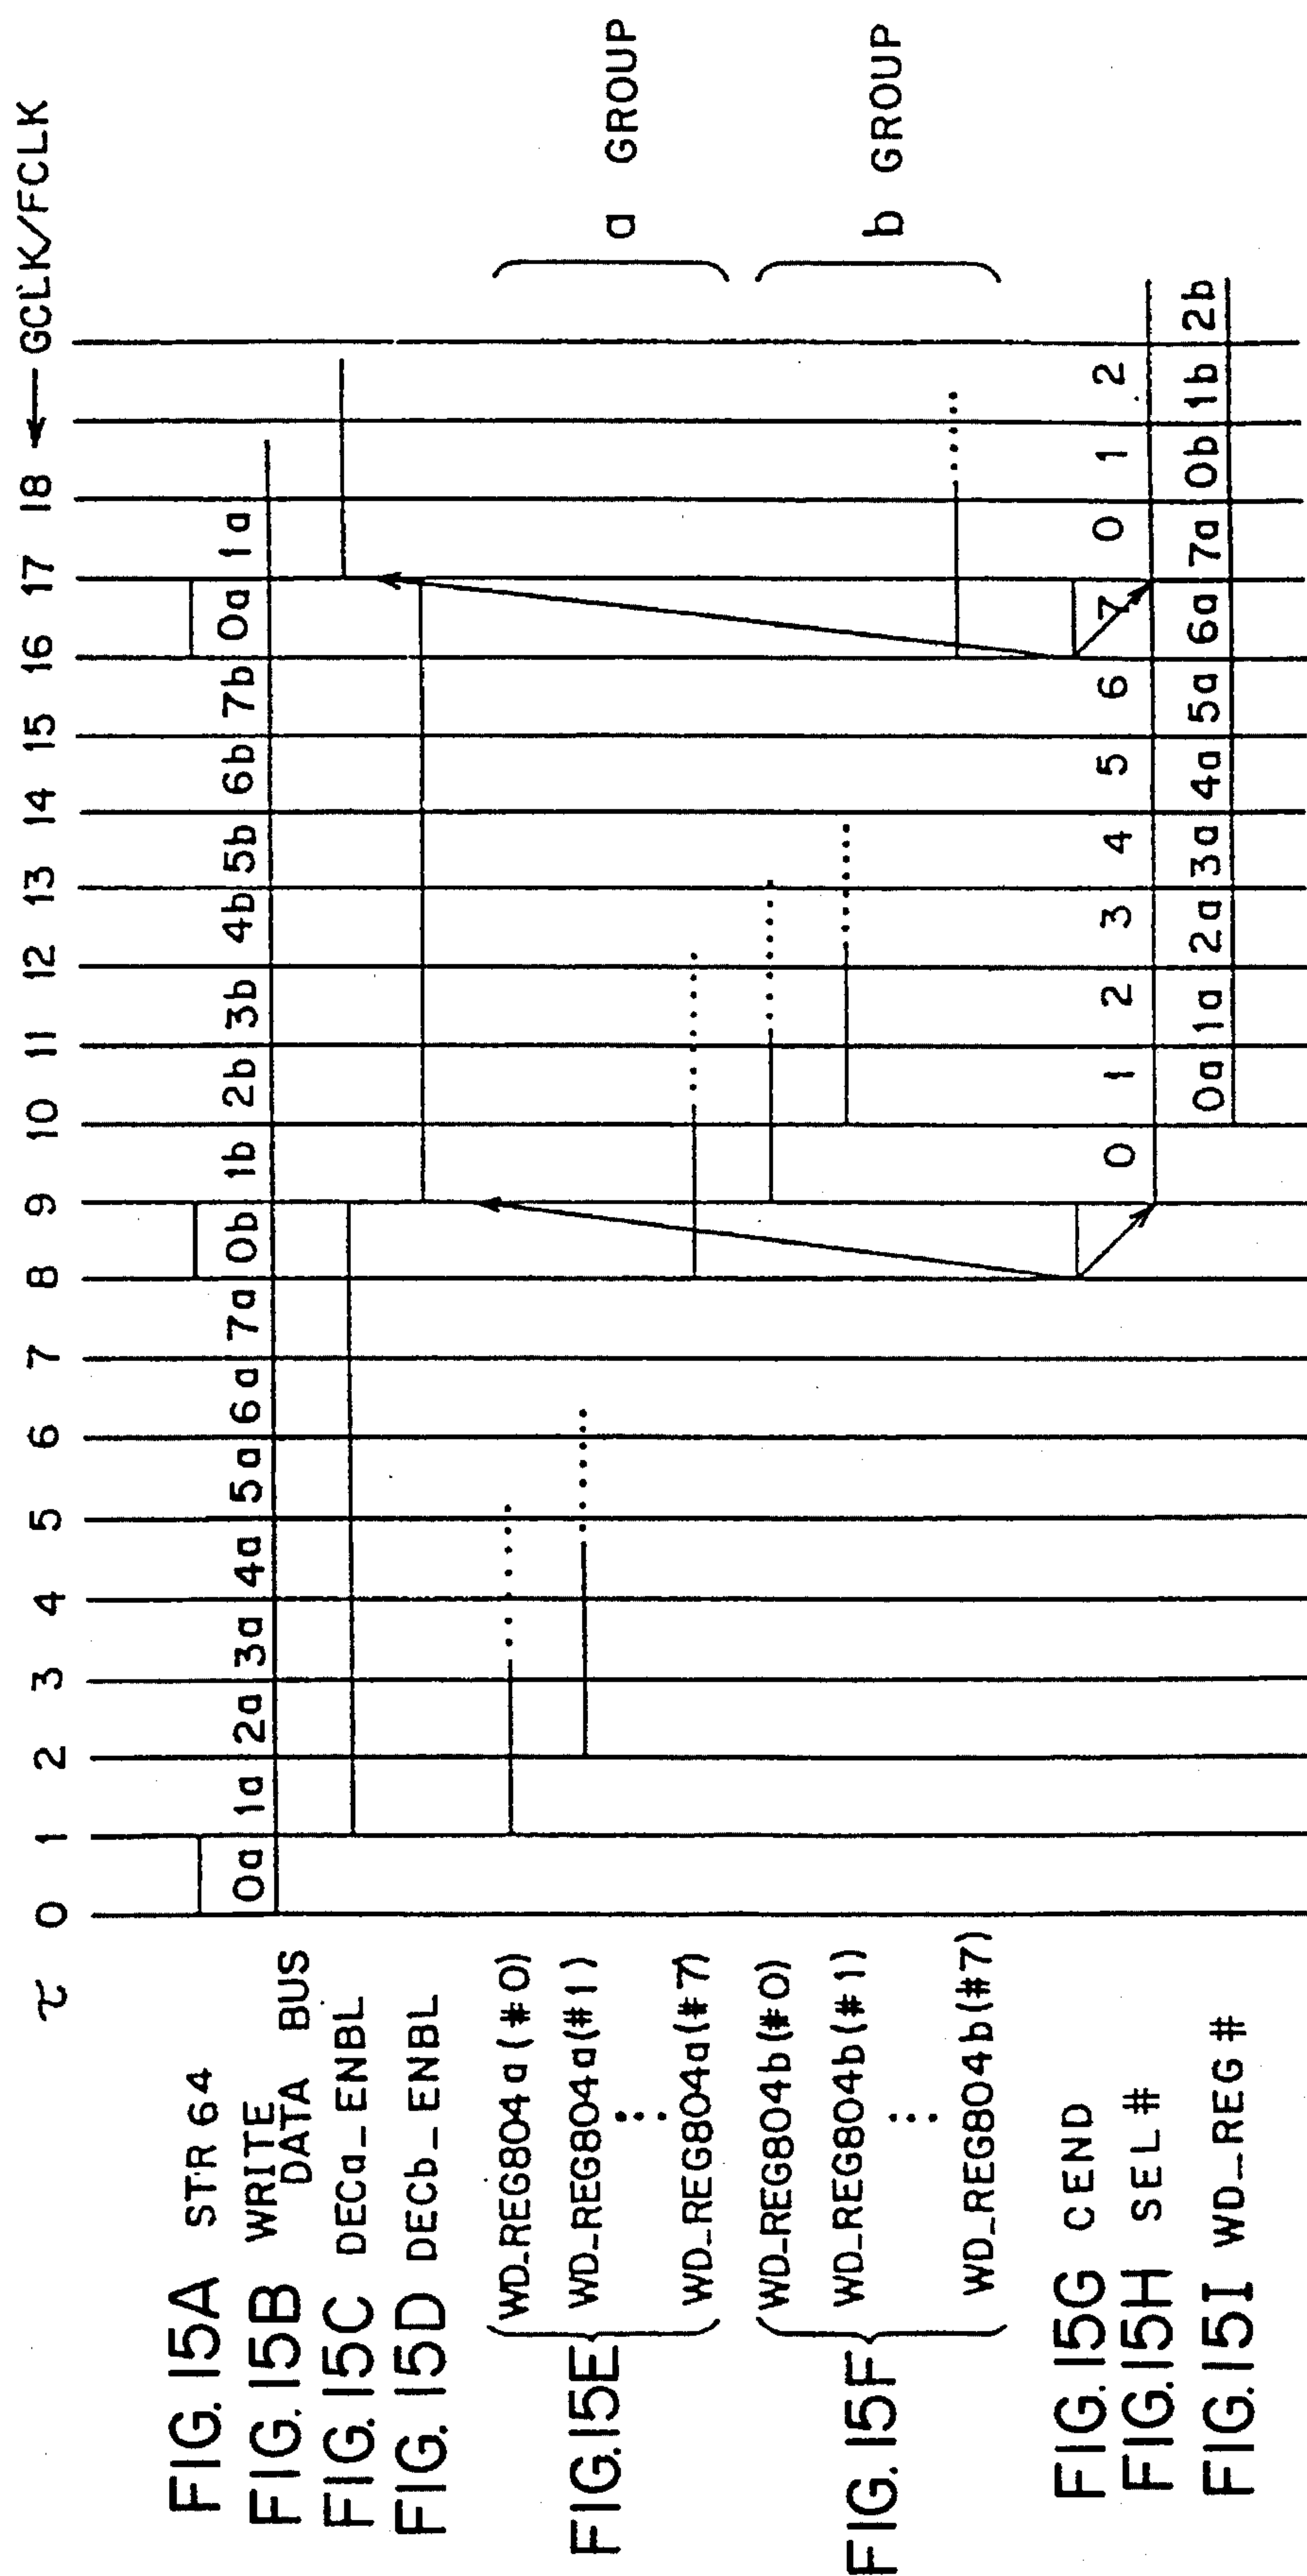 τ 0 1 2 3 4 5 6 7 8 9 10 11 12 13 14 15 16 17 18 ← GCLK/FCLK
FIG. 15A STR 64
FIG. 15B WRITE DATA BUS 0a 1a 2a 3a 4a 5a 6a 7a 0b 1b 2b 3b 4b 5b 6b 7b 0a 1a
FIG. 15C DECa_ENBL
FIG. 15D DECb_ENBL
FIG. 15E
WD_REG804a(#0)
WD_REG804a(#1)
⋮
WD_REG804a(#7)
a GROUP
FIG. 15F
WD_REG804b(#0)
WD_REG804b(#1)
⋮
WD_REG804b(#7)
b GROUP
FIG. 15G CEND
FIG. 15H SEL # 0 1 2 3 4 5 6 7 0 1 2
FIG. 15I WD_REG # 0a 1a 2a 3a 4a 5a 6a 7a 0b 1b 2b